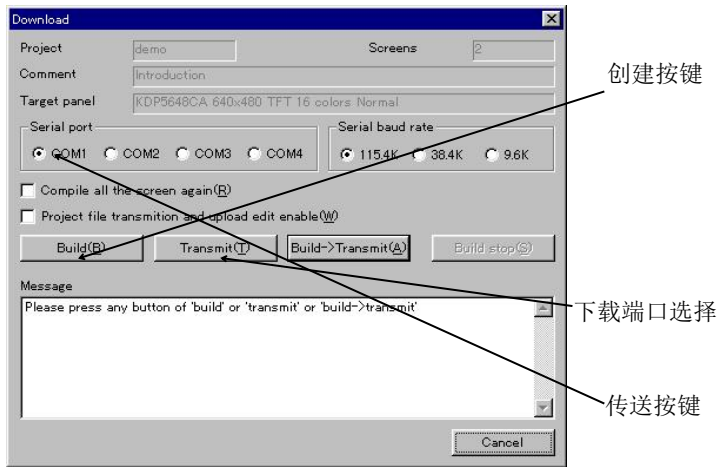 Download
Project demo Screens 2
Comment Introduction
Target panel KDP5648CA 640x480 TFT 16 colors Normal
Serial port Serial baud rate
COM1 COM2 COM3 COM4 115.4K 38.4K 9.6K
Compile all the screen again(R)
Project file transmition and upload edit enable(W)
Build(B) Transmit(T) Build->Transmit(A) Build stop(S)
Message
Please press any button of 'build' or 'transmit' or 'build->transmit'
Cancel
创建按键
下载端口选择
传送按键